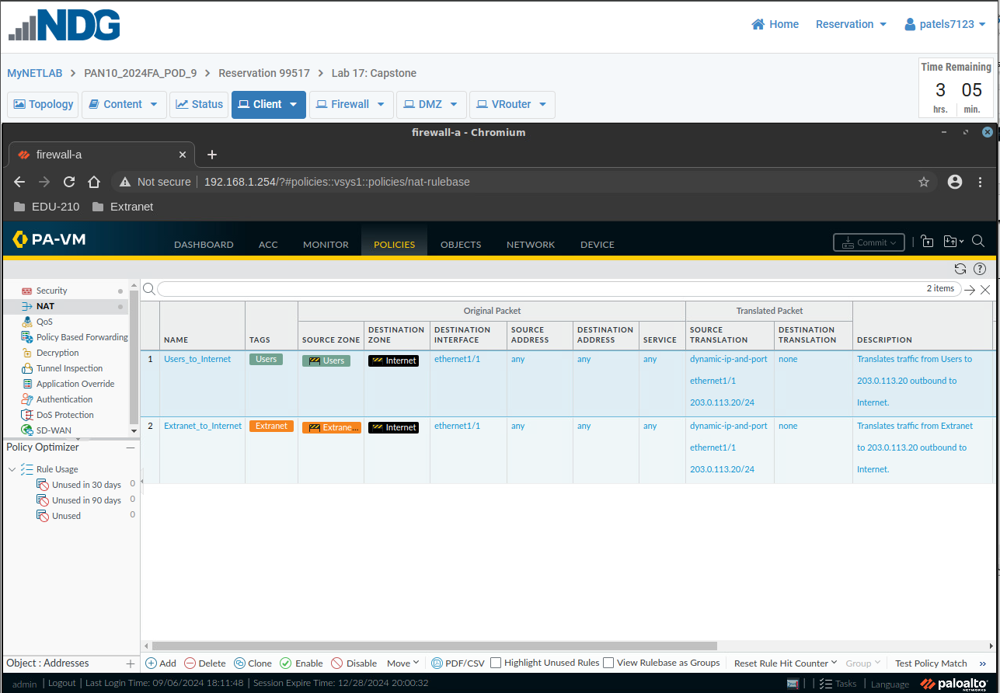 NDG
Home Reservation patels7123
MyNETLAB > PAN10_2024FA_POD_9 > Reservation 99517 > Lab 17: Capstone
Time Remaining
3 05
hrs. min.
Topology Content Status Client Firewall DMZ VRouter
firewall-a - Chromium
firewall-a
Not secure 192.168.1.254/?#policies::vsys1::policies/nat-rulebase
EDU-210 Extranet
PA-VM
DASHBOARD ACC MONITOR POLICIES OBJECTS NETWORK DEVICE
Commit
Security
NAT
QoS
Policy Based Forwarding
Decryption
Tunnel Inspection
Application Override
Authentication
DoS Protection
SD-WAN
Policy Optimizer
Rule Usage
Unused in 30 days 0
Unused in 90 days 0
Unused 0
Object : Addresses
2 items
Original Packet Translated Packet
NAME TAGS SOURCE ZONE DESTINATION ZONE DESTINATION INTERFACE SOURCE ADDRESS DESTINATION ADDRESS SERVICE SOURCE TRANSLATION DESTINATION TRANSLATION DESCRIPTION
1 Users_to_Internet Users Users Internet ethernet1/1 any any any dynamic-ip-and-port none Translates traffic from Users to
ethernet1/1 203.0.113.20 outbound to
203.0.113.20/24 Internet.
2 Extranet_to_Internet Extranet Extrane... Internet ethernet1/1 any any any dynamic-ip-and-port none Translates traffic from Extranet
ethernet1/1 to 203.0.113.20 outbound to
203.0.113.20/24 Internet.
Add Delete Clone Enable Disable Move PDF/CSV Highlight Unused Rules View Rulebase as Groups Reset Rule Hit Counter Group Test Policy Match »
admin | Logout | Last Login Time: 09/06/2024 18:11:48 | Session Expire Time: 12/28/2024 20:00:32
Tasks | Language paloalto
NETWORKS